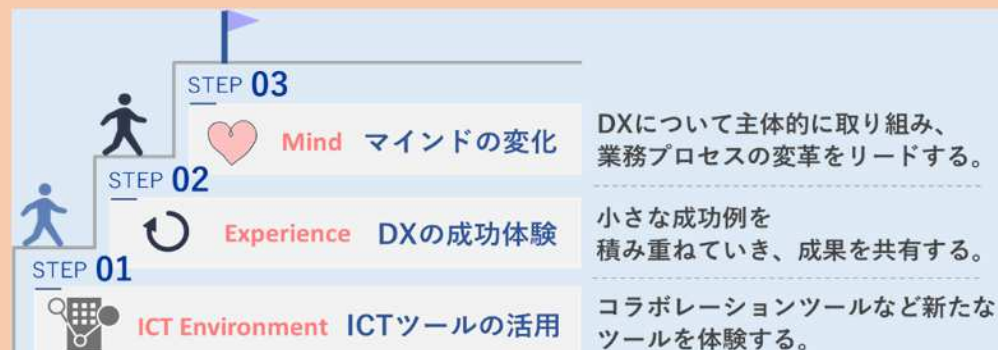 STEP 03
Mind マインドの変化
DXについて主体的に取り組み、
業務プロセスの変革をリードする。
STEP 02
Experience DXの成功体験
小さな成功例を
積み重ねていき、成果を共有する。
STEP 01
ICT Environment ICTツールの活用
コラボレーションツールなど新たな
ツールを体験する。